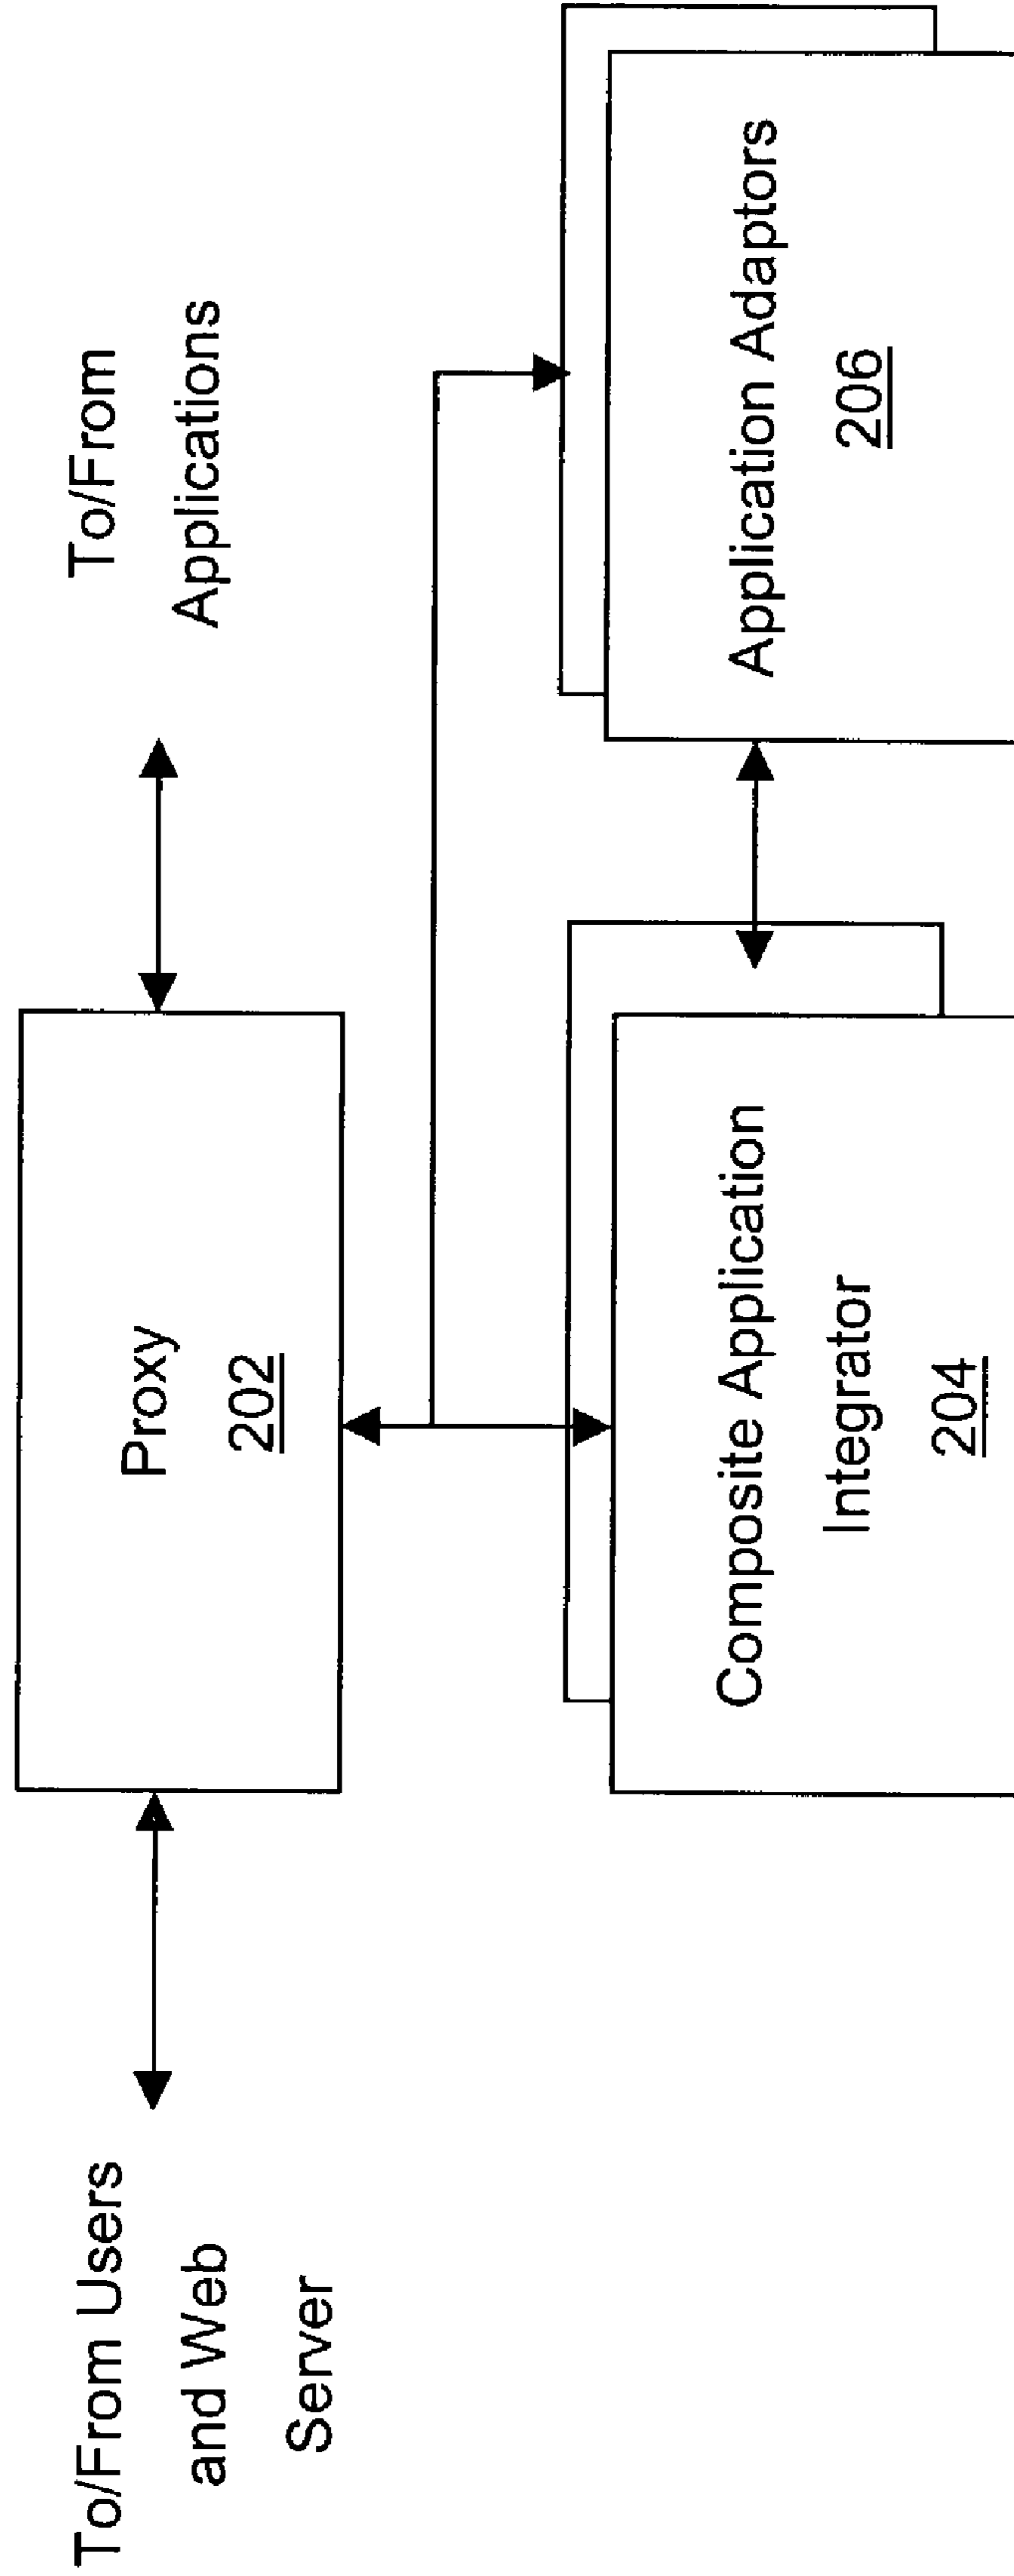 To/From Users
and Web
Server
Proxy
202
To/From
Applications
Composite Application
Integrator
204
Application Adaptors
206